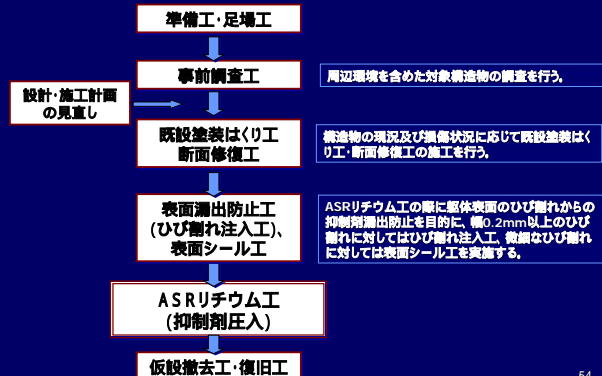 準備工･足場工
事前調査工
周辺環境を含めた対象構造物の調査を行う。
設計･施工計画
の見直し
既設塗装はくり工
断面修復工
構造物の現況及び損傷状況に応じて既設塗装はく
り工･断面修復工の施工を行う。
表面漏出防止工
(ひび割れ注入工)、
表面シール工
ASRリチウム工の際に躯体表面のひび割れからの
抑制剤漏出防止を目的に、幅0.2mm以上のひび
割れに対してはひび割れ注入工、微細なひび割れ
に対しては表面シール工を実施する。
ASRリチウム工
(抑制剤圧入)
仮設撤去工･復旧工
54